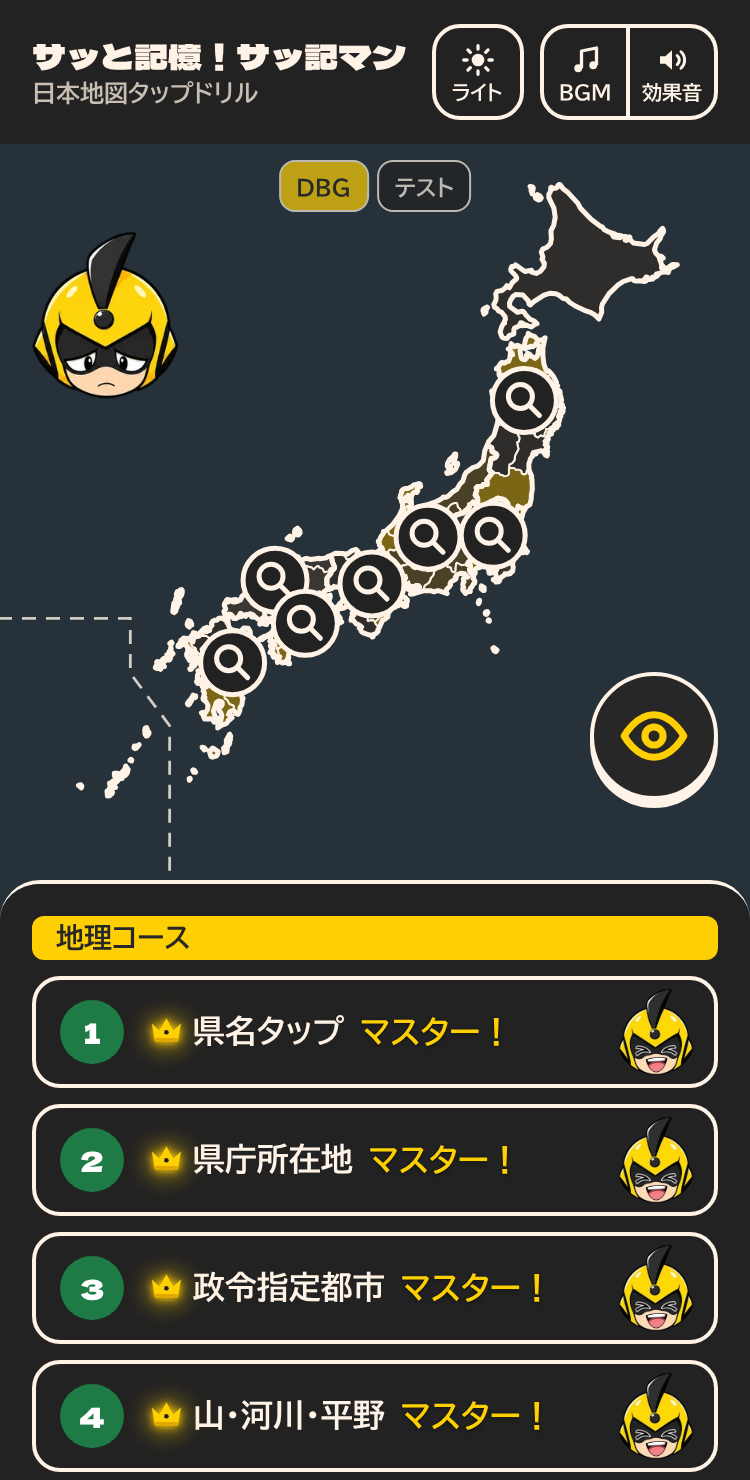 サッと記憶！サッ記マン
日本地図タップドリル
ライト
BGM
効果音
DBG
テスト
地理コース
1 県名タップ マスター！
2 県庁所在地 マスター！
3 政令指定都市 マスター！
4 山・河川・平野 マスター！